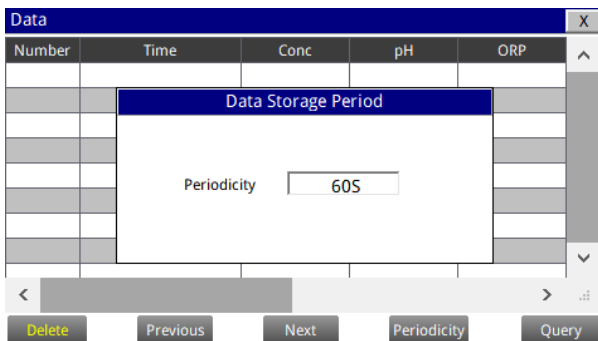 Data X
Number Time Conc pH ORP
Data Storage Period
Periodicity 60S
Delete Previous Next Periodicity Query